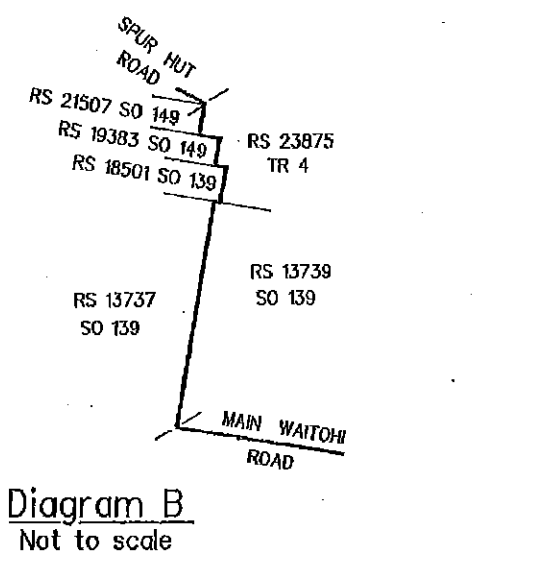 SPUR HUT
ROAD
RS 21507 SO 149
RS 19383 SO 149
RS 18501 SO 139
RS 23875
TR 4
RS 13739
SO 139
RS 13737
SO 139
MAIN WAITOHI
ROAD
Diagram B
Not to scale